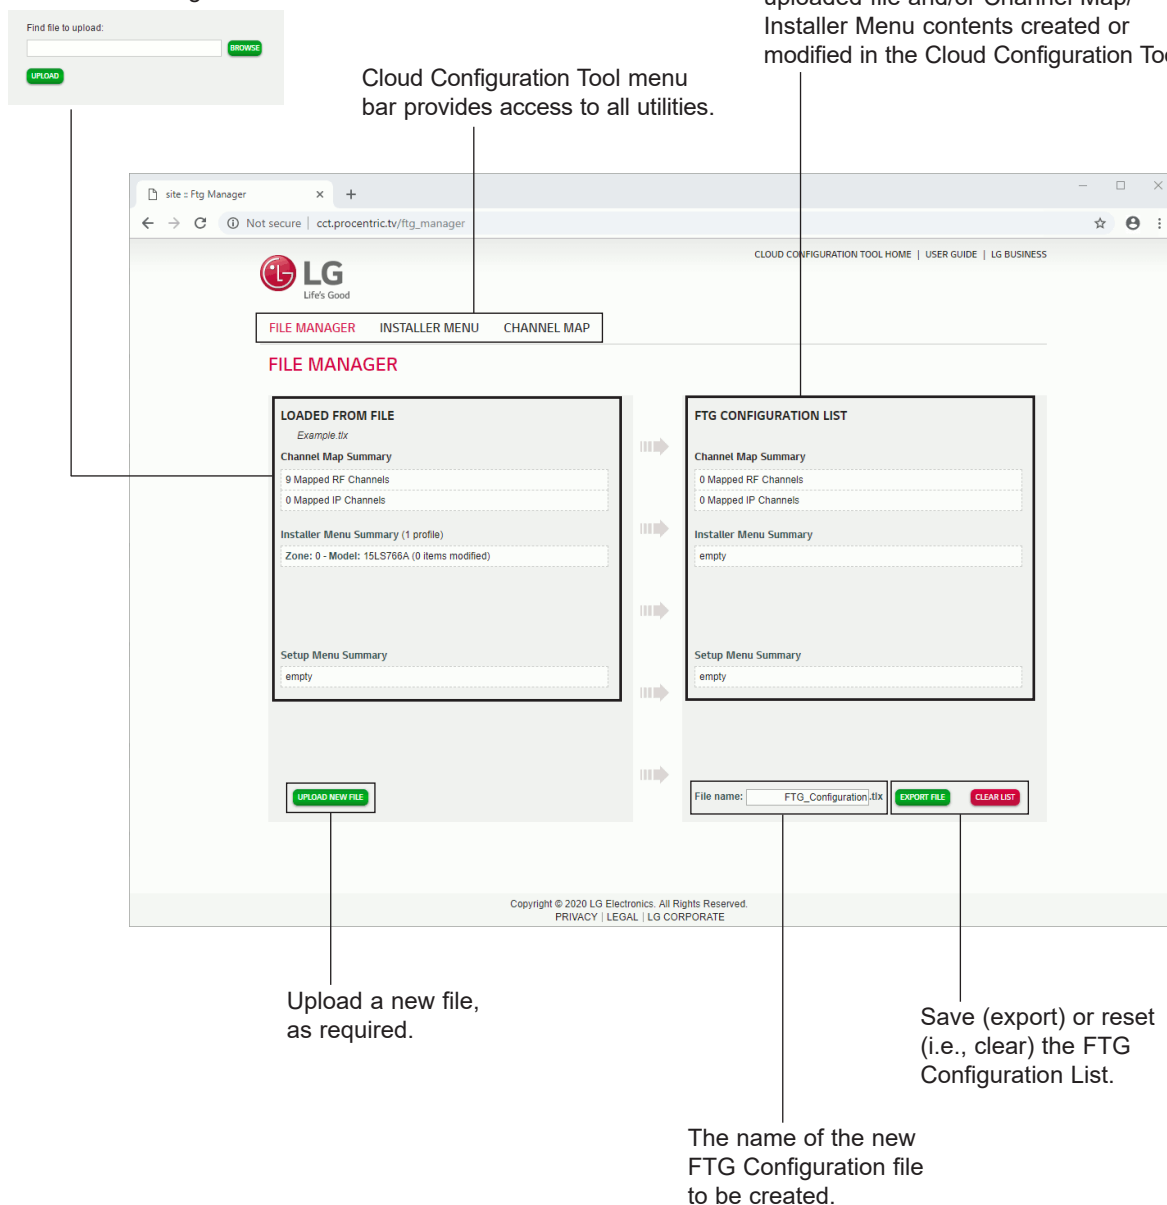 Find file to upload:
BROWSE
UPLOAD
Installer Menu contents created or
modified in the Cloud Configuration
Cloud Configuration Tool menu
bar provides access to all utilities.
site :: Ftg Manager
Not secure | cct.procentric.tv/ftg_manager
CLOUD CONFIGURATION TOOL HOME | USER GUIDE | LG BUSINESS
LG
Life's Good
FILE MANAGER INSTALLER MENU CHANNEL MAP
FILE MANAGER
LOADED FROM FILE
Example.tlx
Channel Map Summary
9 Mapped RF Channels
0 Mapped IP Channels
Installer Menu Summary (1 profile)
Zone: 0 - Model: 15LS766A (0 items modified)
Setup Menu Summary
empty
UPLOAD NEW FILE
FTG CONFIGURATION LIST
Channel Map Summary
0 Mapped RF Channels
0 Mapped IP Channels
Installer Menu Summary
empty
Setup Menu Summary
empty
File name: FTG_Configuration .tlx EXPORT FILE CLEAR LIST
Copyright © 2020 LG Electronics. All Rights Reserved.
PRIVACY | LEGAL | LG CORPORATE
Upload a new file,
as required.
Save (export) or reset
(i.e., clear) the FTG
Configuration List.
The name of the new
FTG Configuration file
to be created.